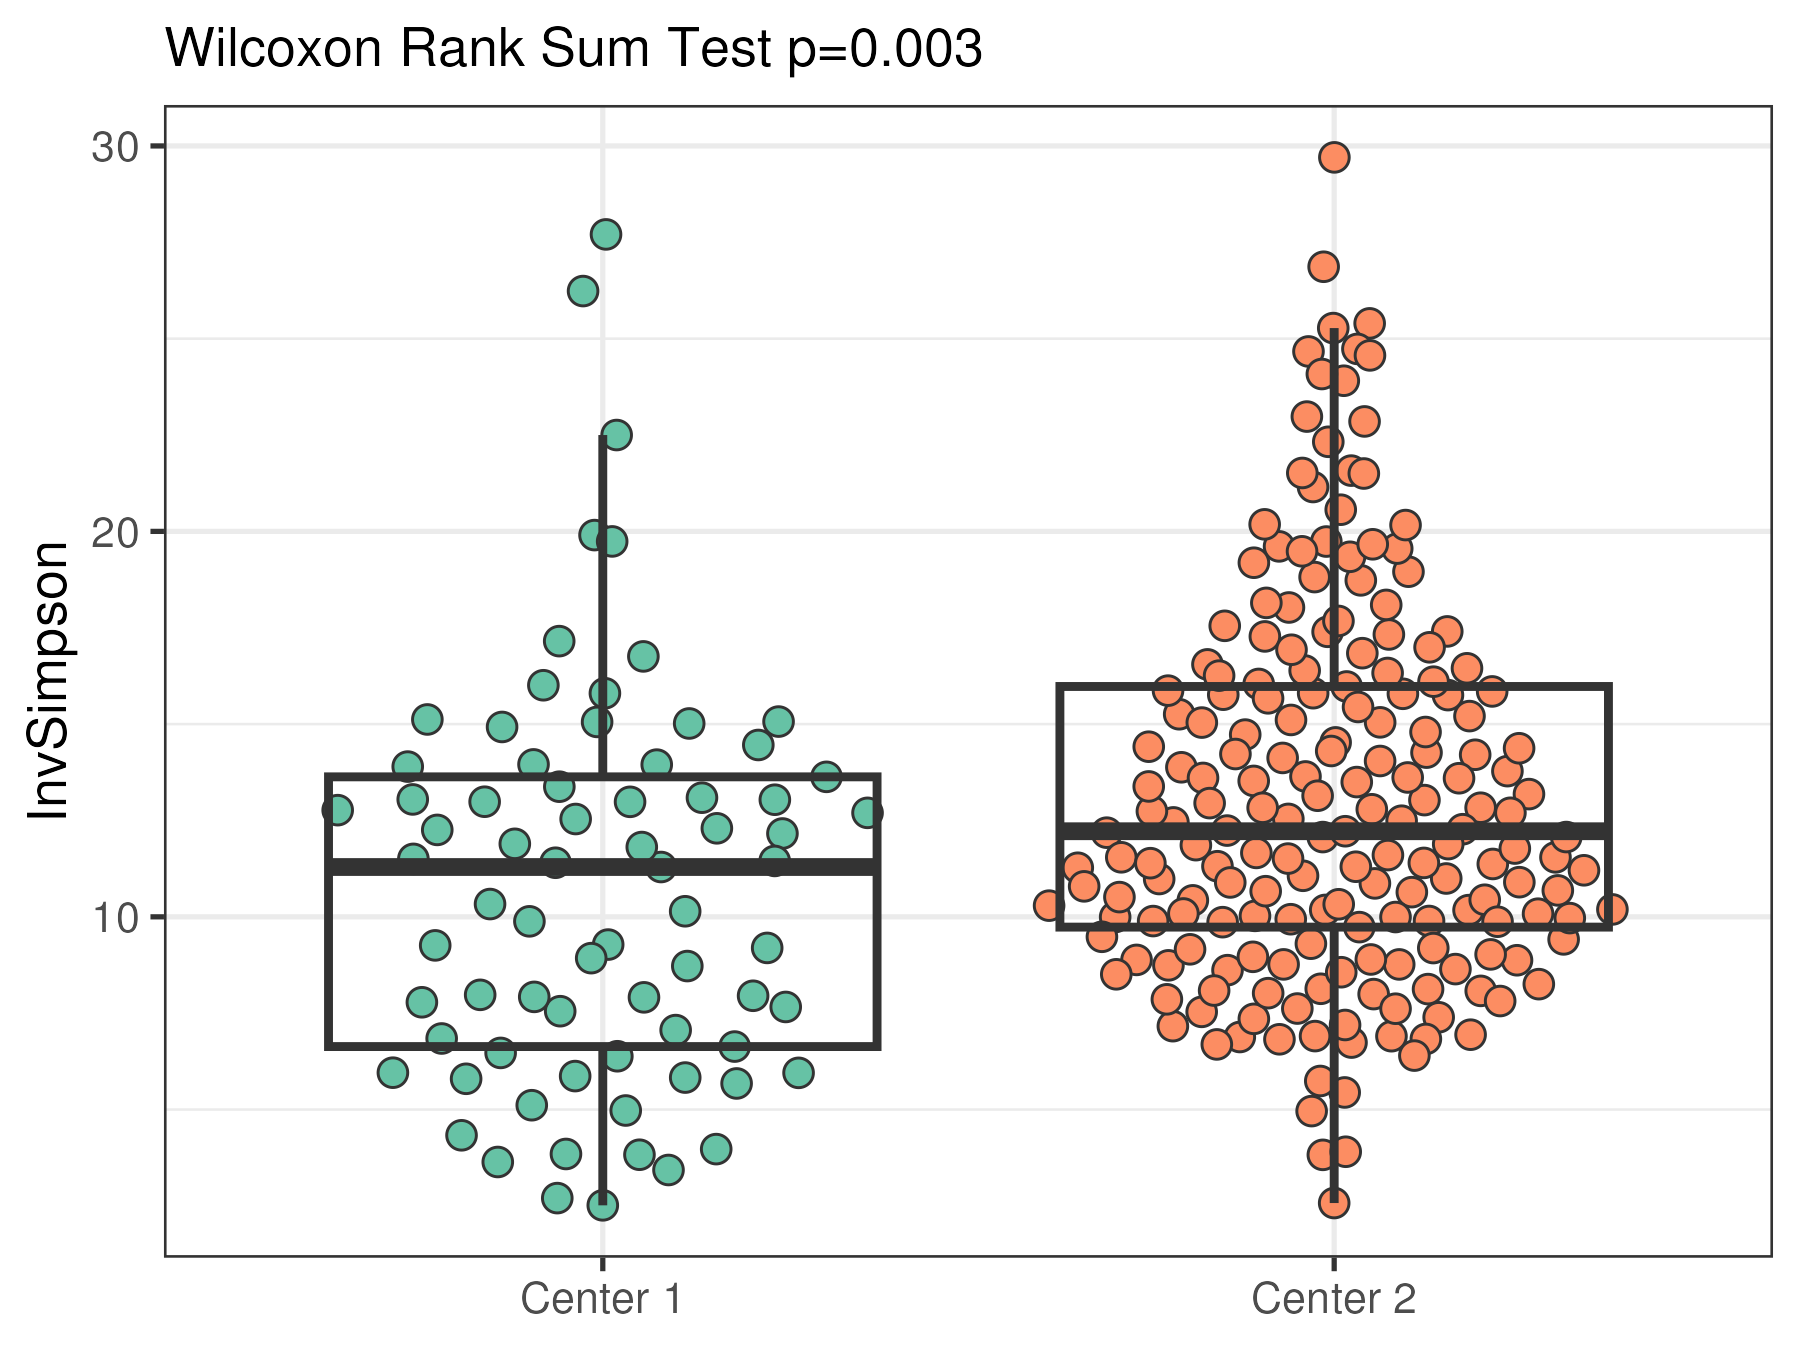 Wilcoxon Rank Sum Test p=0.003
InvSimpson
30
20
10
Center 1
Center 2